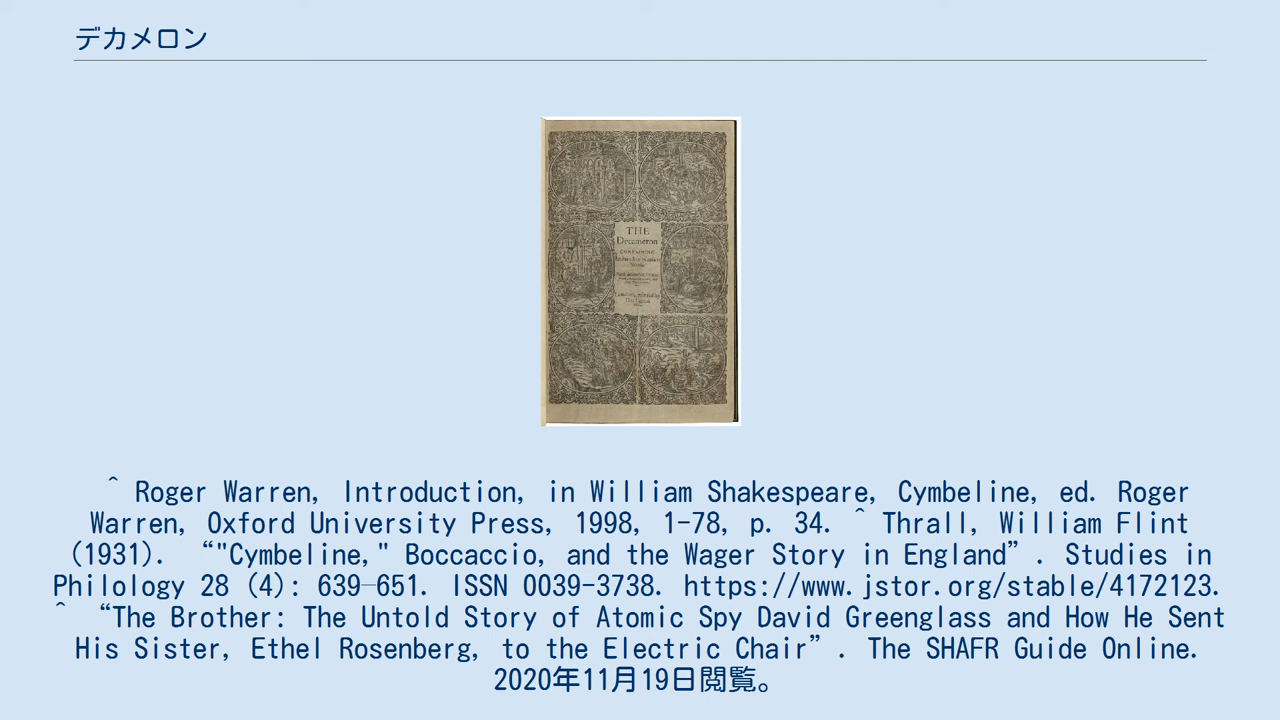 デカメロン
THE
Decameron
CONTAINING
^ Roger Warren, Introduction, in William Shakespeare, Cymbeline, ed. Roger
Warren, Oxford University Press, 1998, 1-78, p. 34. ^ Thrall, William Flint
(1931). “"Cymbeline," Boccaccio, and the Wager Story in England”. Studies in
Philology 28 (4): 639–651. ISSN 0039-3738. https://www.jstor.org/stable/4172123.
^ “The Brother: The Untold Story of Atomic Spy David Greenglass and How He Sent
His Sister, Ethel Rosenberg, to the Electric Chair”. The SHAFR Guide Online.
2020年11月19日閲覧。